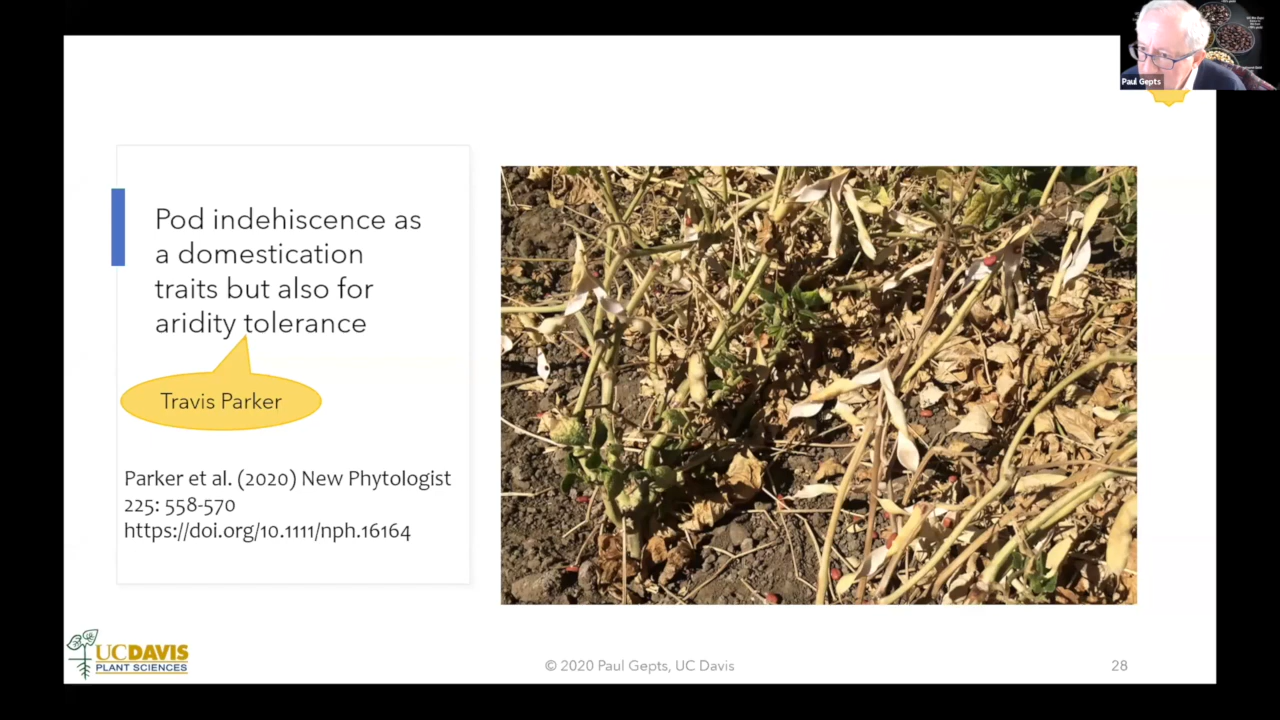 Paul Gepts
Pod indehiscence as
a domestication
traits but also for
aridity tolerance
Travis Parker
Parker et al. (2020) New Phytologist
225: 558-570
https://doi.org/10.1111/nph.16164
UCDAVIS
PLANT SCIENCES
© 2020 Paul Gepts, UC Davis
28